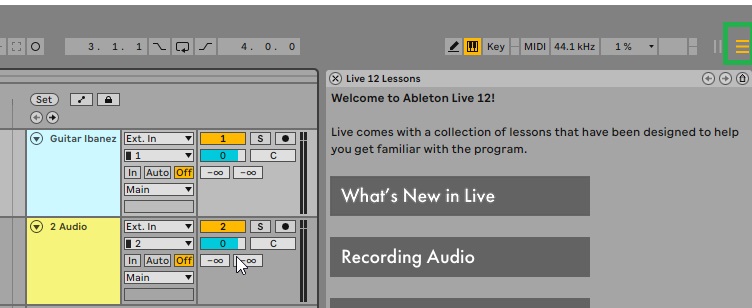 3. 1. 1
4. 0. 0
Key
MIDI
44.1 kHz
1 %
Live 12 Lessons
Set
Welcome to Ableton Live 12!
Live comes with a collection of lessons that have been designed to help
you get familiar with the program.
Guitar Ibanez
Ext. In
1
S
1
0
C
In
Auto
Off
-∞
-∞
Main
What's New in Live
2 Audio
Ext. In
2
S
2
0
C
In
Auto
Off
-∞
-∞
Main
Recording Audio